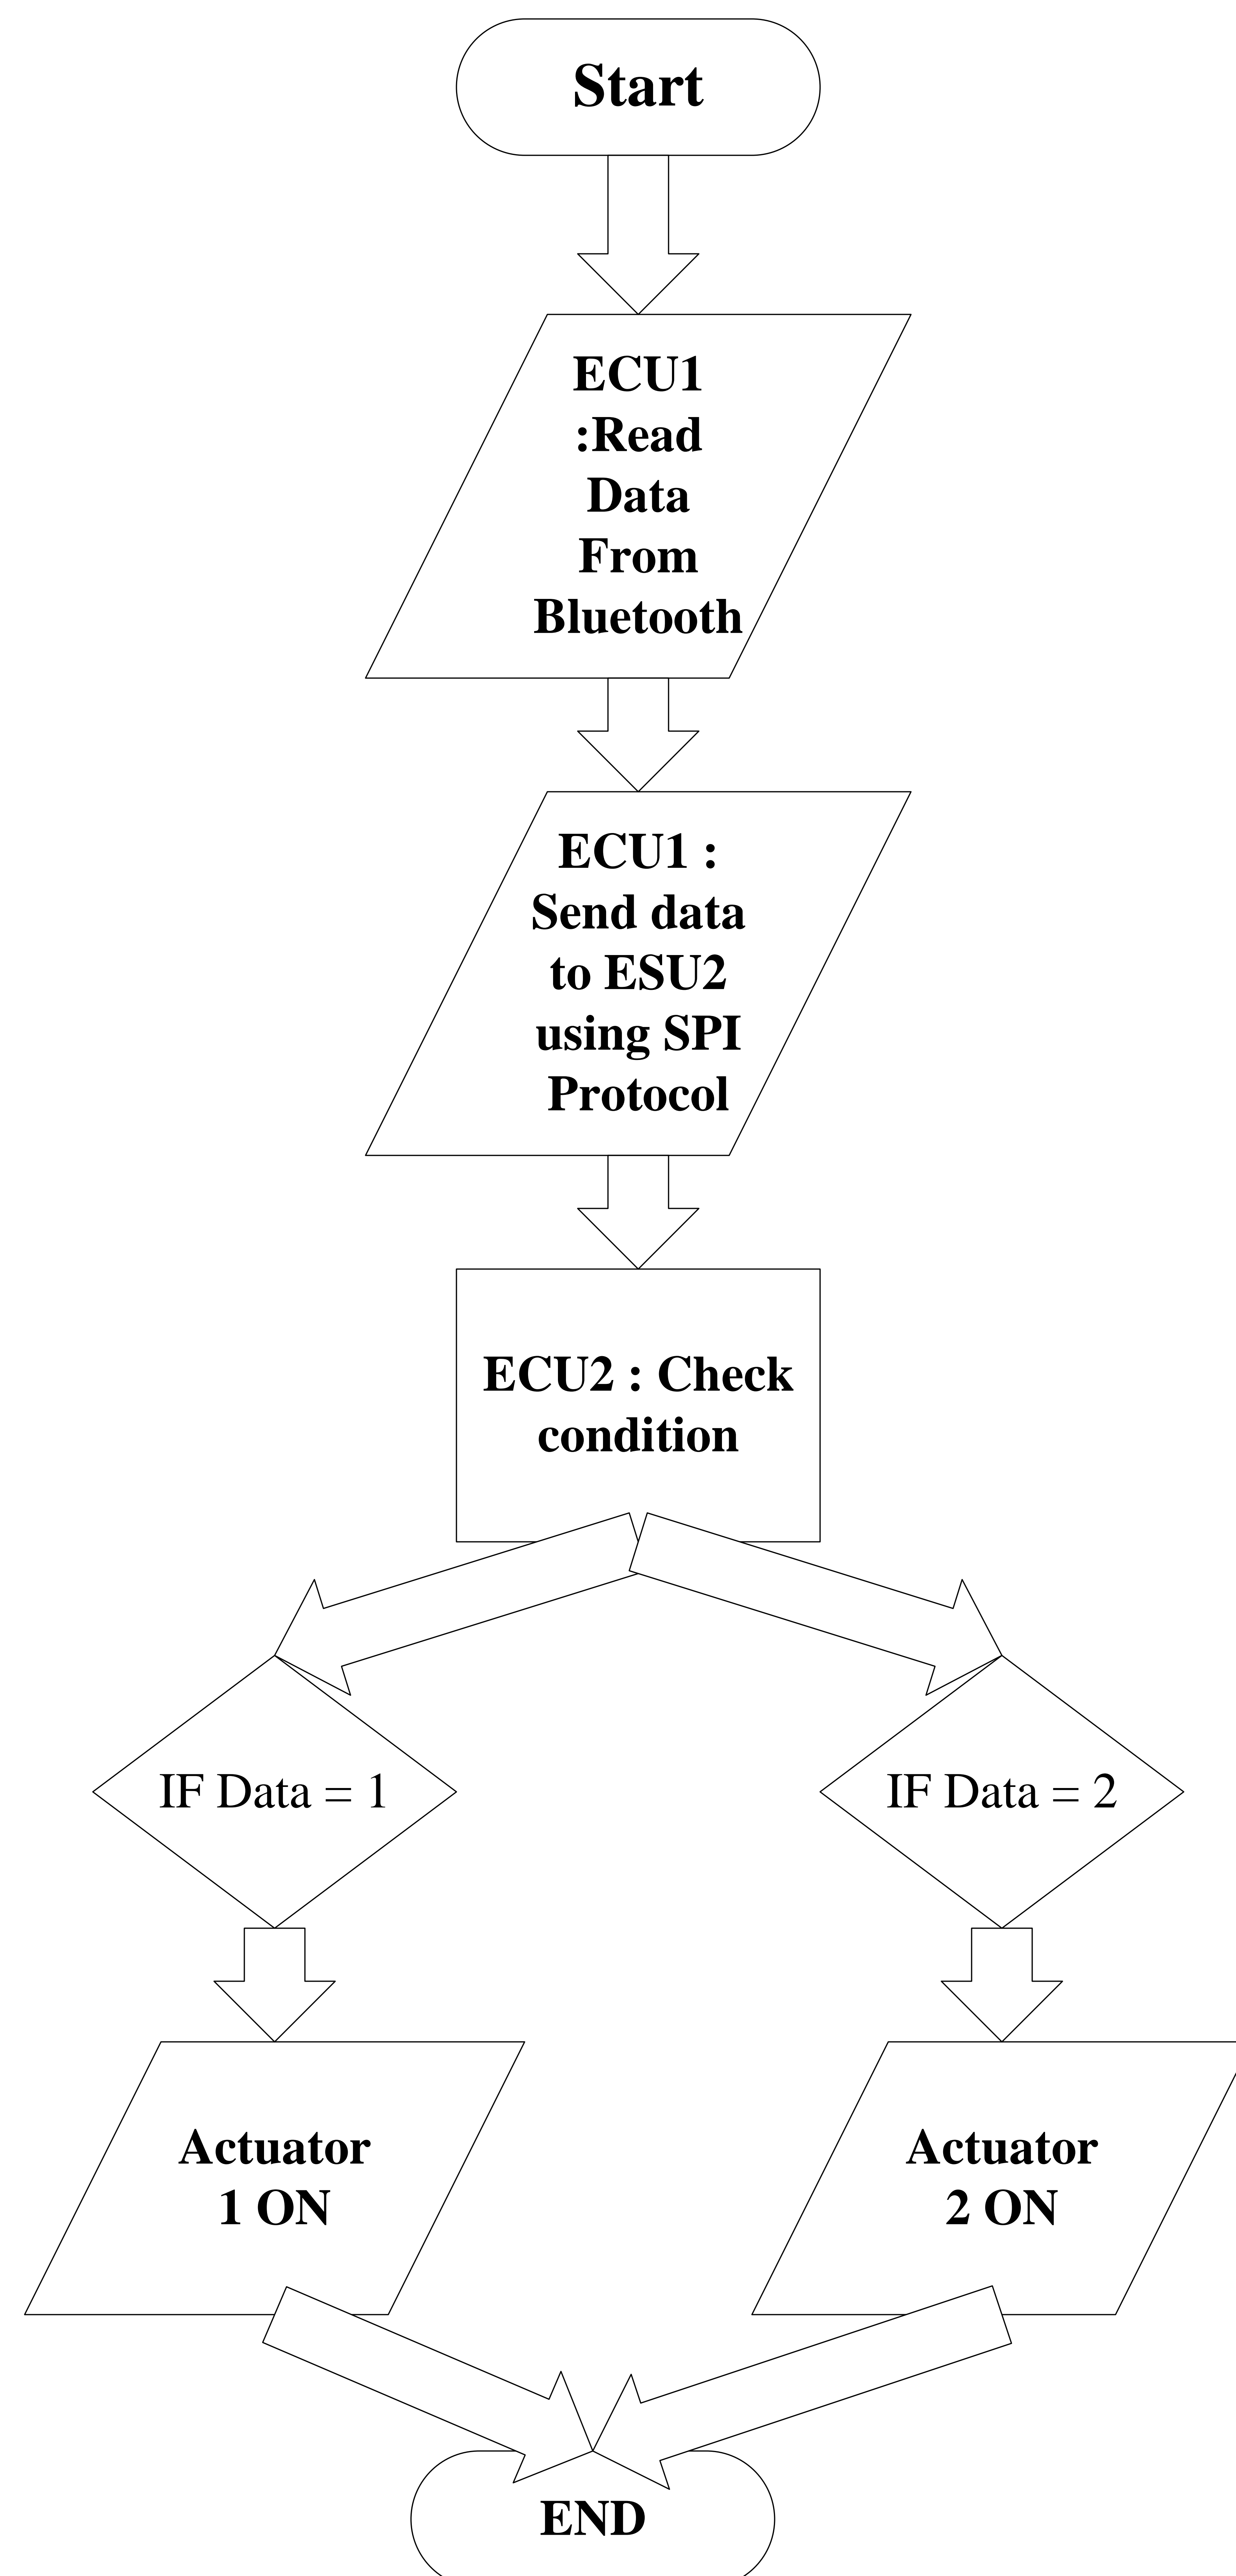 Start
ECU1
:Read
Data
From
Bluetooth
ECU1 :
Send data
to ESU2
using SPI
Protocol
ECU2 : Check
condition
IF Data = 1
IF Data = 2
Actuator
1 ON
Actuator
2 ON
END